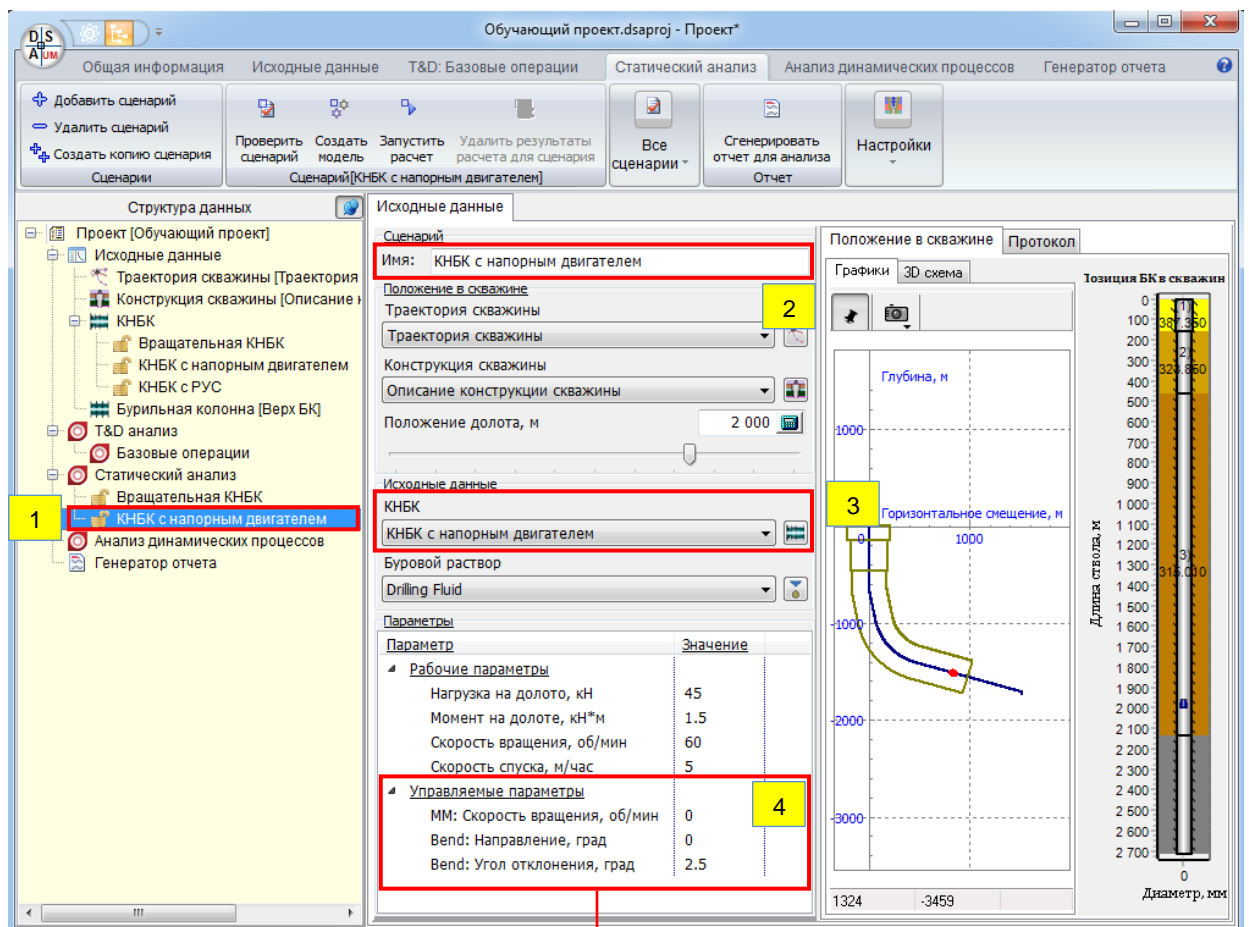 Обучающий проект.dsaproj - Проект*
D S
A UM
Общая информация
Исходные данные
T&D: Базовые операции
Статический анализ
Анализ динамических процессов
Генератор отчета
Добавить сценарий
Удалить сценарий
Создать копию сценария
Сценарии
Проверить сценарий
Создать модель
Запустить расчет
Удалить результаты расчета для сценария
Сценарий[КНБК с напорным двигателем]
Все сценарии
Сгенерировать отчет для анализа
Отчет
Настройки
Структура данных
Проект [Обучающий проект]
Исходные данные
Траектория скважины [Траектория
Конструкция скважины [Описание к
КНБК
Вращательная КНБК
КНБК с напорным двигателем
КНБК с РУС
Бурильная колонна [Верх БК]
T&D анализ
Базовые операции
Статический анализ
Вращательная КНБК
1
КНБК с напорным двигателем
Анализ динамических процессов
Генератор отчета
Исходные данные
Сценарий
Имя: КНБК с напорным двигателем
2
Положение в скважине
Траектория скважины
Траектория скважины
Конструкция скважины
Описание конструкции скважины
Положение долота, м 2 000
Исходные данные
3
КНБК
КНБК с напорным двигателем
Буровой раствор
Drilling Fluid
Параметры
Параметр Значение
Рабочие параметры
Нагрузка на долото, кН 45
Момент на долоте, кН*м 1.5
Скорость вращения, об/мин 60
Скорость спуска, м/час 5
4
Управляемые параметры
ММ: Скорость вращения, об/мин 0
Bend: Направление, град 0
Bend: Угол отклонения, град 2.5
Положение в скважине
Протокол
Графики
3D схема
Глубина, м
1000
Горизонтальное смещение, м
0
1000
-1000
-2000
-3000
1324
-3459
Позиция БК в скважин
0
100
200
300
400
500
600
700
800
900
1 000
1 100
1 200
1 300
1 400
1 500
1 600
1 700
1 800
1 900
2 000
2 100
2 200
2 300
2 400
2 500
2 600
2 700
Длина ствола, м
1)
387.350
2)
323.850
3)
315.010
0
Диаметр, мм